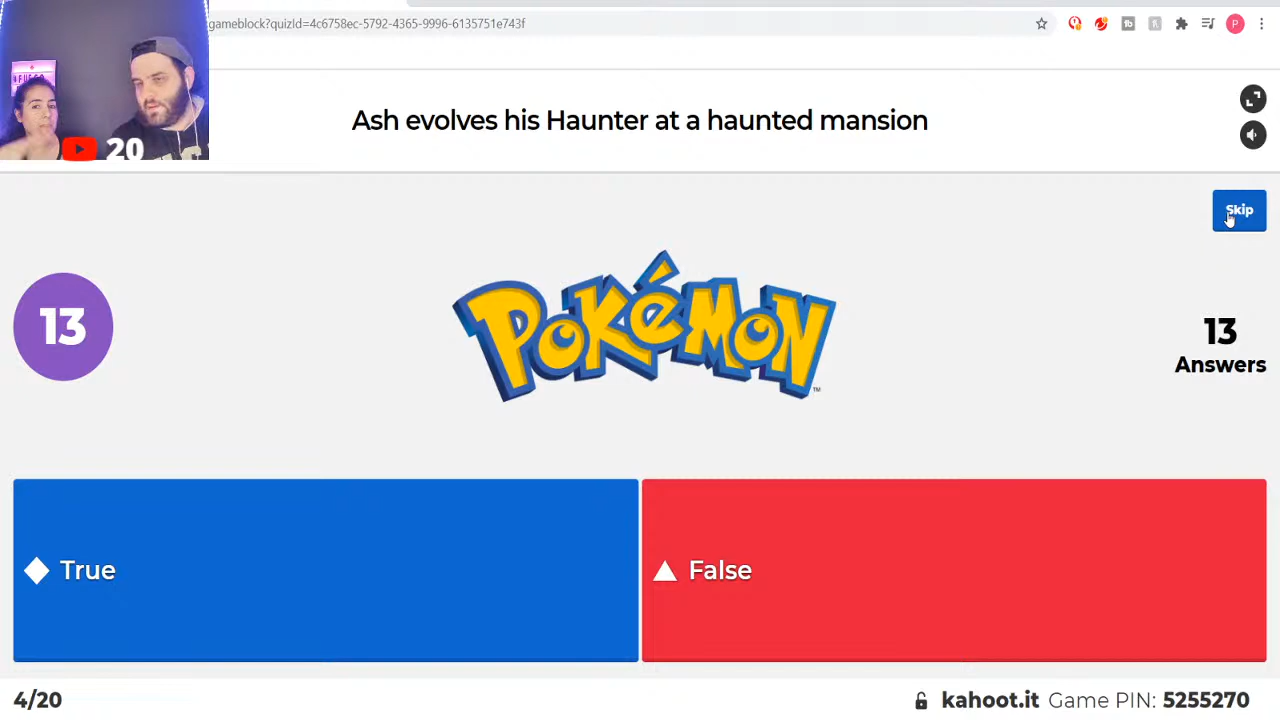 gameblock?quizId=4c6758ec-5792-4365-9996-6135751e743f
20
Ash evolves his Haunter at a haunted mansion
Skip
13
POKéMON
™
13
Answers
True
False
4/20
kahoot.it Game PIN: 5255270